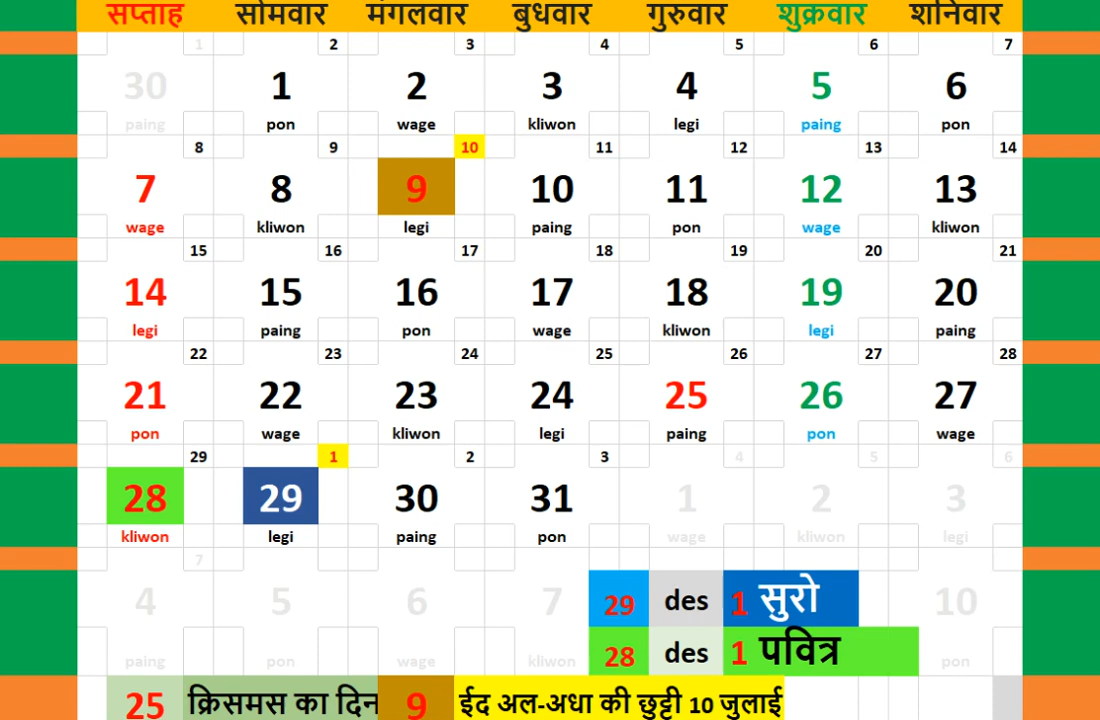 सप्ताह सोमवार मंगलवार बुधवार गुरुवार शुक्रवार शनिवार
1 2 3 4 5 6 7
30 1 2 3 4 5 6
paing pon wage kliwon legi paing pon
8 9 10 11 12 13 14
7 8 9 10 11 12 13
wage kliwon legi paing pon wage kliwon
15 16 17 18 19 20 21
14 15 16 17 18 19 20
legi paing pon wage kliwon legi paing
22 23 24 25 26 27 28
21 22 23 24 25 26 27
pon wage kliwon legi paing pon wage
29 1 2 3 4 5 6
28 29 30 31 1 2 3
kliwon legi paing pon wage kliwon legi
7
4 5 6 7 29 des 1 सुरो 10
paing pon wage kliwon 28 des 1 पवित्र pon
25 क्रिसमस का दिन 9 ईद अल-अधा की छुट्टी 10 जुलाई